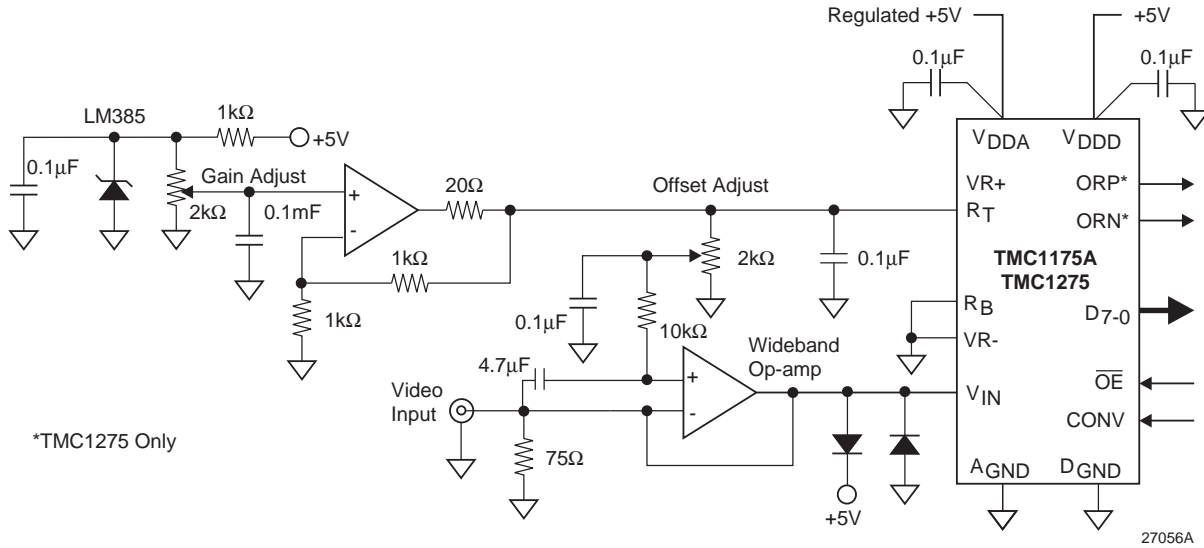 Regulated +5V
+5V
0.1μF
0.1μF
LM385
1kΩ
+5V
0.1μF
Gain Adjust
2kΩ
0.1mF
+
-
20Ω
1kΩ
1kΩ
Offset Adjust
2kΩ
0.1μF
0.1μF
10kΩ
4.7μF
Video
Input
75Ω
+
-
Wideband
Op-amp
+5V
VDDA
VDDD
VR+
ORP*
RT
ORN*
TMC1175A
TMC1275
RB
D7-0
VR-
OE
VIN
CONV
AGND
DGND
*TMC1275 Only
27056A